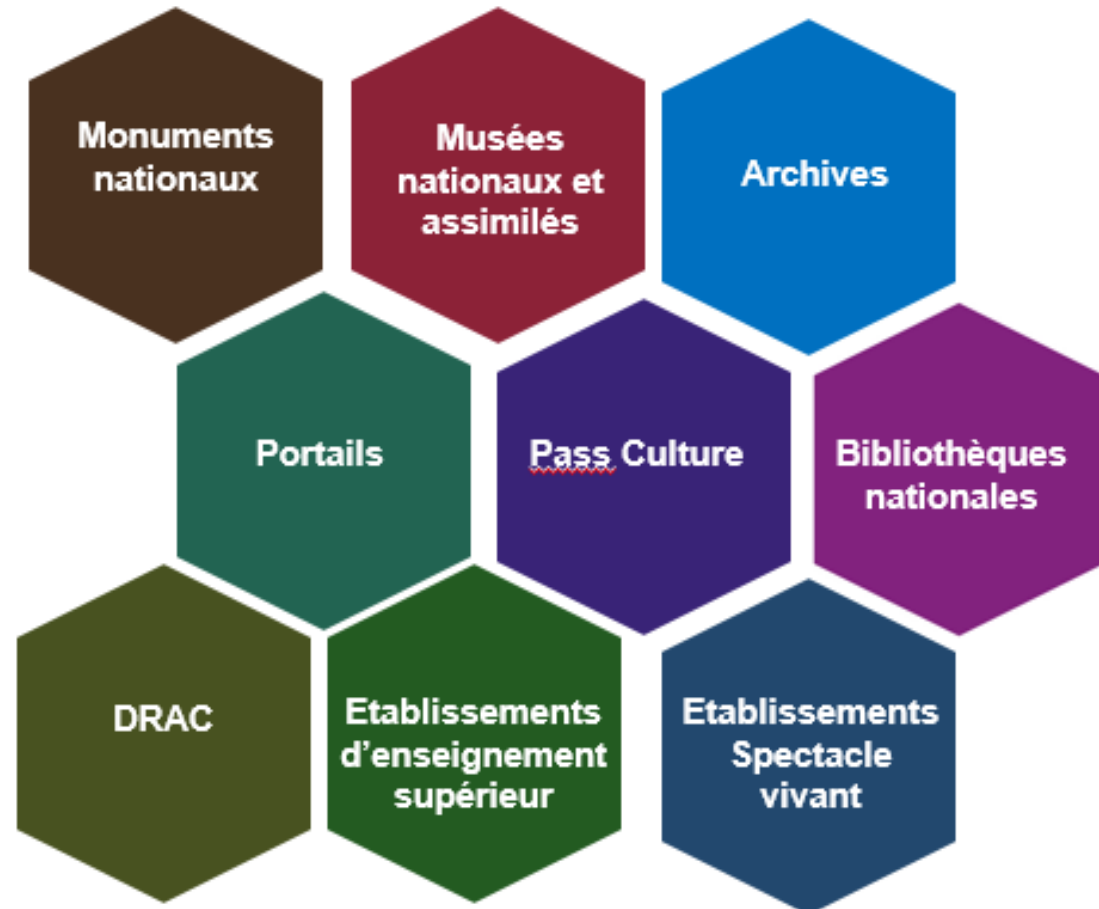 Monuments
nationaux
Musées
nationaux et
assimilés
Archives
Portails
Pass Culture
Bibliothèques
nationales
DRAC
Etablissements
d’enseignement
supérieur
Etablissements
Spectacle
vivant